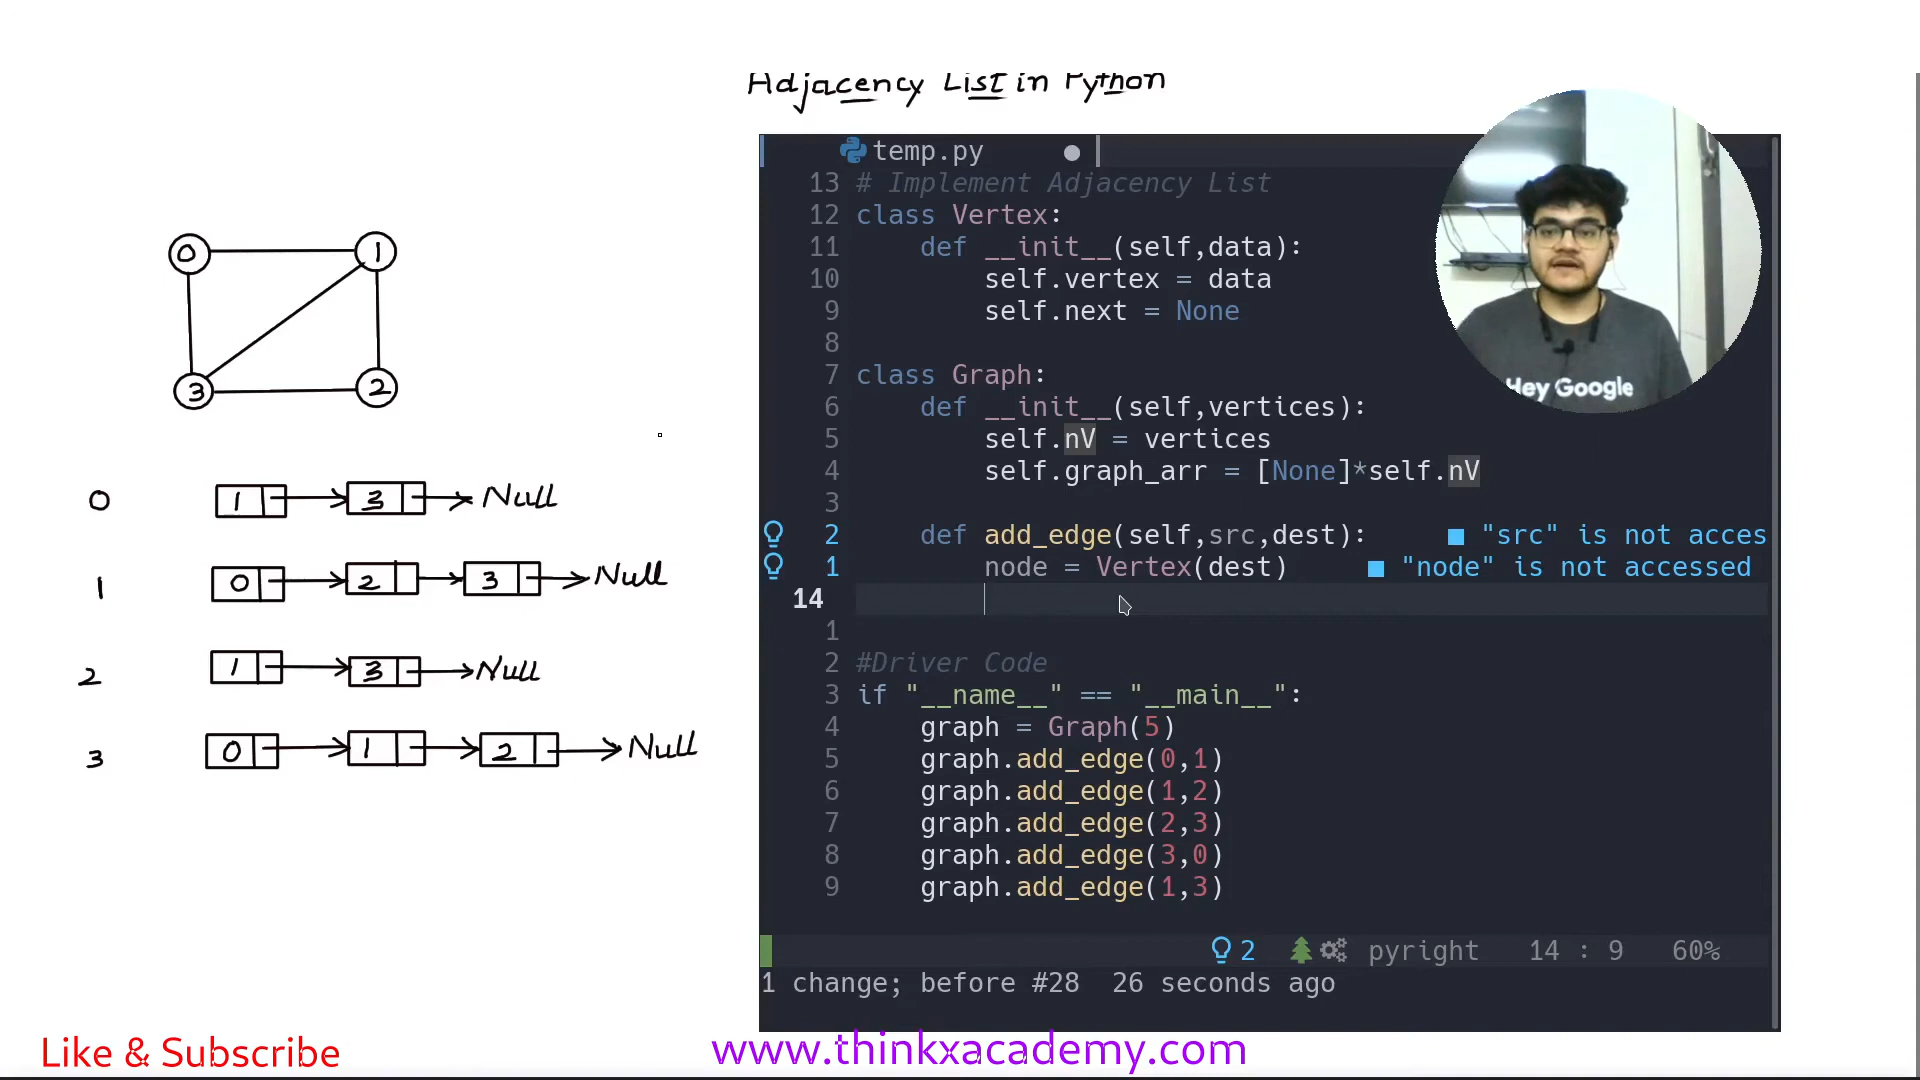 Adjacency List in Python
0 1
3 2
0 1 3 Null
1 0 2 3 Null
2 1 3 Null
3 0 1 2 Null
temp.py
13 # Implement Adjacency List
12 class Vertex:
11 def __init__(self,data):
10 self.vertex = data
9 self.next = None
8
7 class Graph:
6 def __init__(self,vertices):
5 self.nV = vertices
4 self.graph_arr = [None]*self.nV
3
2 def add_edge(self,src,dest): ■ "src" is not acces
1 node = Vertex(dest) ■ "node" is not accessed
14
1
2 #Driver Code
3 if "__name__" == "__main__":
4 graph = Graph(5)
5 graph.add_edge(0,1)
6 graph.add_edge(1,2)
7 graph.add_edge(2,3)
8 graph.add_edge(3,0)
9 graph.add_edge(1,3)
2 pyright 14 : 9 60%
1 change; before #28 26 seconds ago
Hey Google
Like & Subscribe
www.thinkxacademy.com